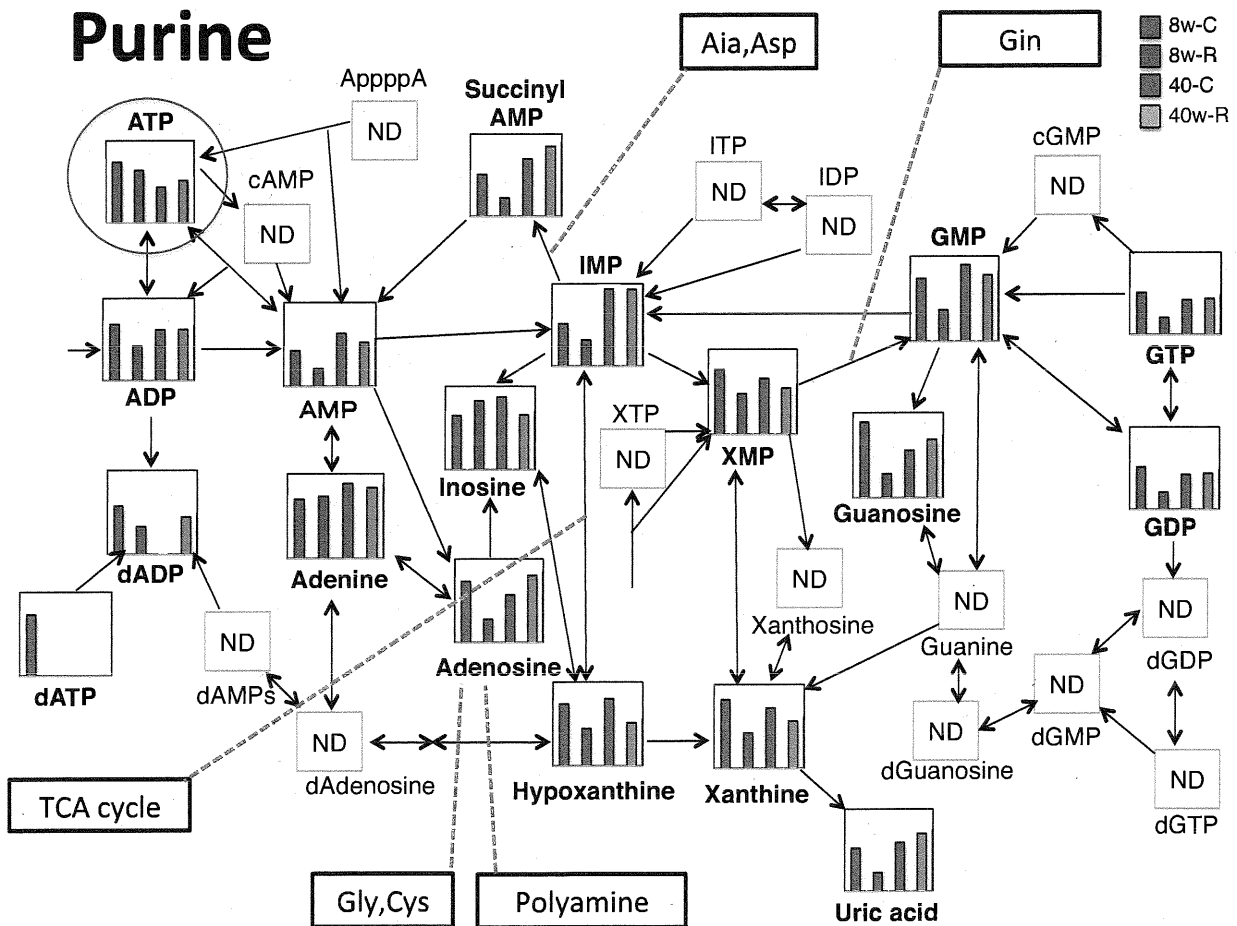 Purine
Aia,Asp
Gin
8w-C
8w-R
40-C
40w-R
AppppA
ND
Succinyl
AMP
ATP
cAMP
ND
ITP
ND
IDP
ND
cGMP
ND
IMP
GMP
GTP
ADP
AMP
XTP
ND
XMP
Inosine
Guanosine
GDP
dADP
Adenine
Adenosine
ND
Xanthosine
ND
Guanine
ND
dGDP
dATP
ND
dAMPs
ND
dAdenosine
Hypoxanthine
Xanthine
ND
dGuanosine
ND
dGMP
ND
dGTP
TCA cycle
Gly,Cys
Polyamine
Uric acid